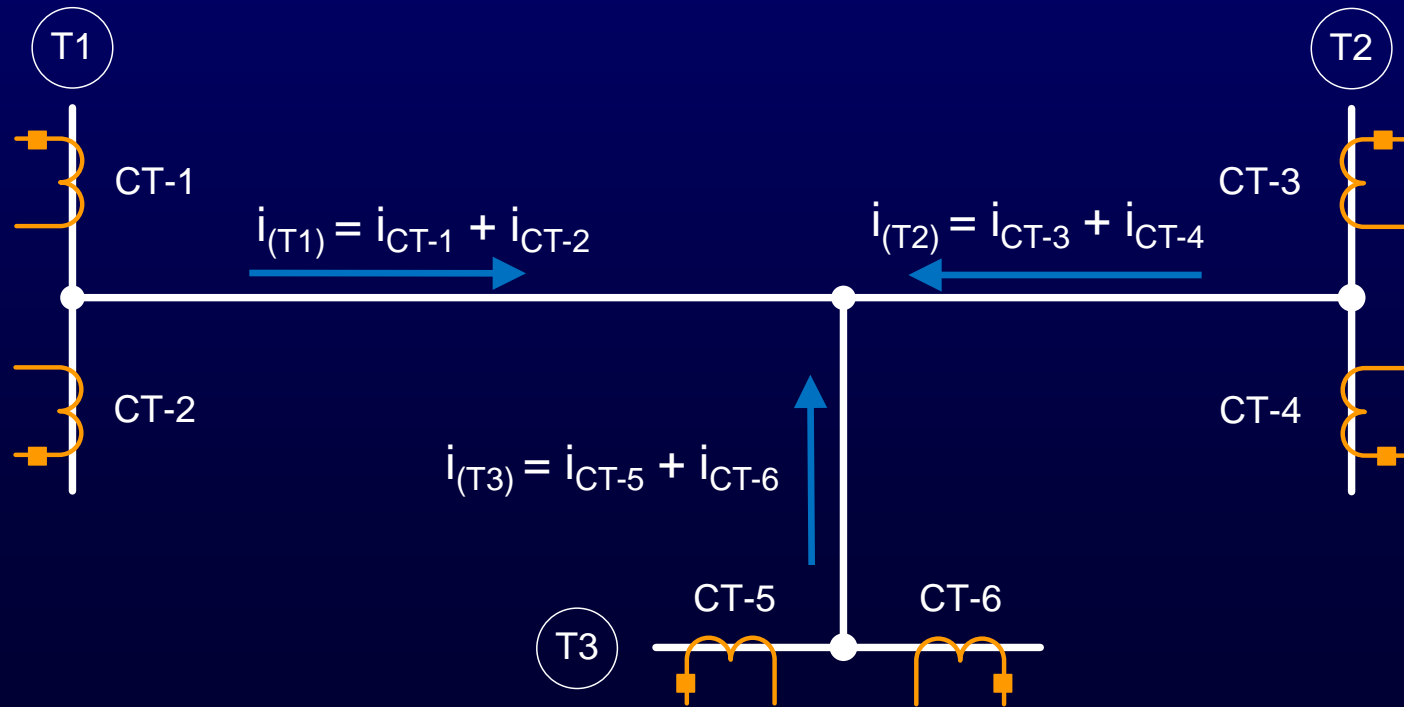 T1
T2
CT-1
CT-3
i(T1) = iCT-1 + iCT-2
i(T2) = iCT-3 + iCT-4
CT-2
CT-4
i(T3) = iCT-5 + iCT-6
CT-5
CT-6
T3